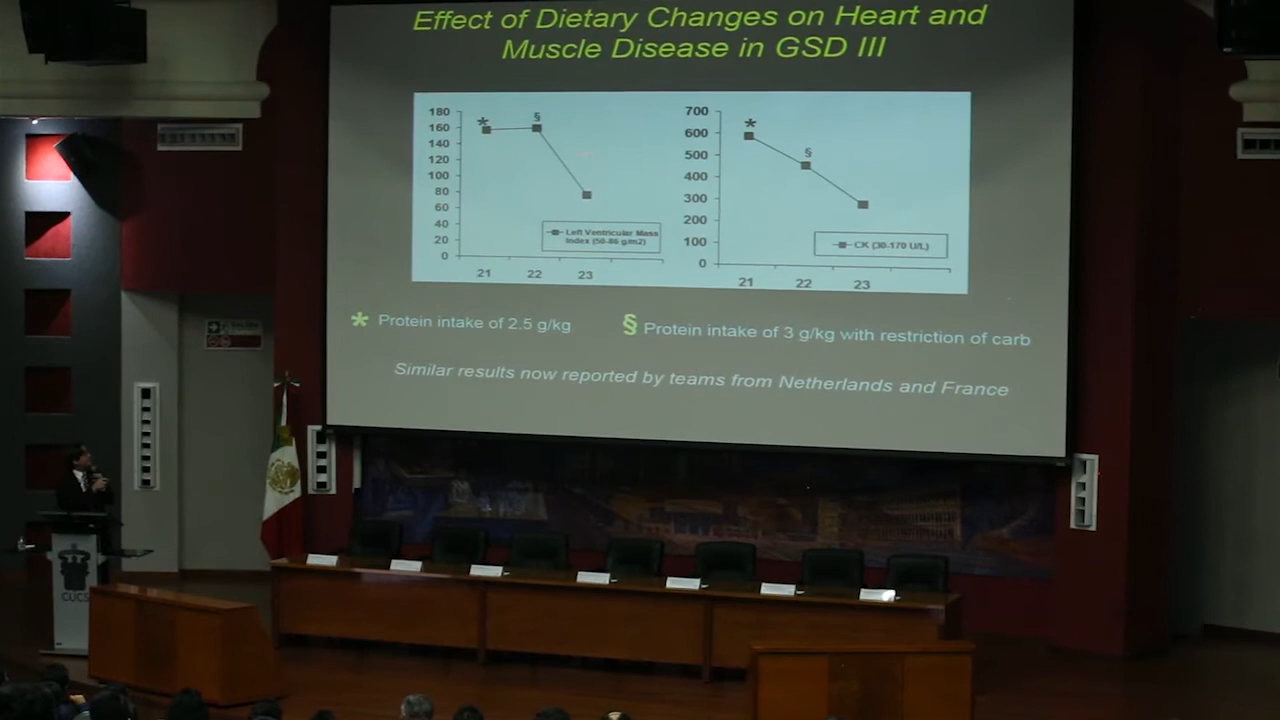 Effect of Dietary Changes on Heart and
Muscle Disease in GSD III
180
160
140
120
100
80
60
40
20
0
*
§
Left Ventricular Mass
Index (50-86 g/m2)
21 22 23
700
600
500
400
300
200
100
0
*
§
CK (30-170 U/L)
21 22 23
* Protein intake of 2.5 g/kg
§ Protein intake of 3 g/kg with restriction of carb
Similar results now reported by teams from Netherlands and France
CUCS